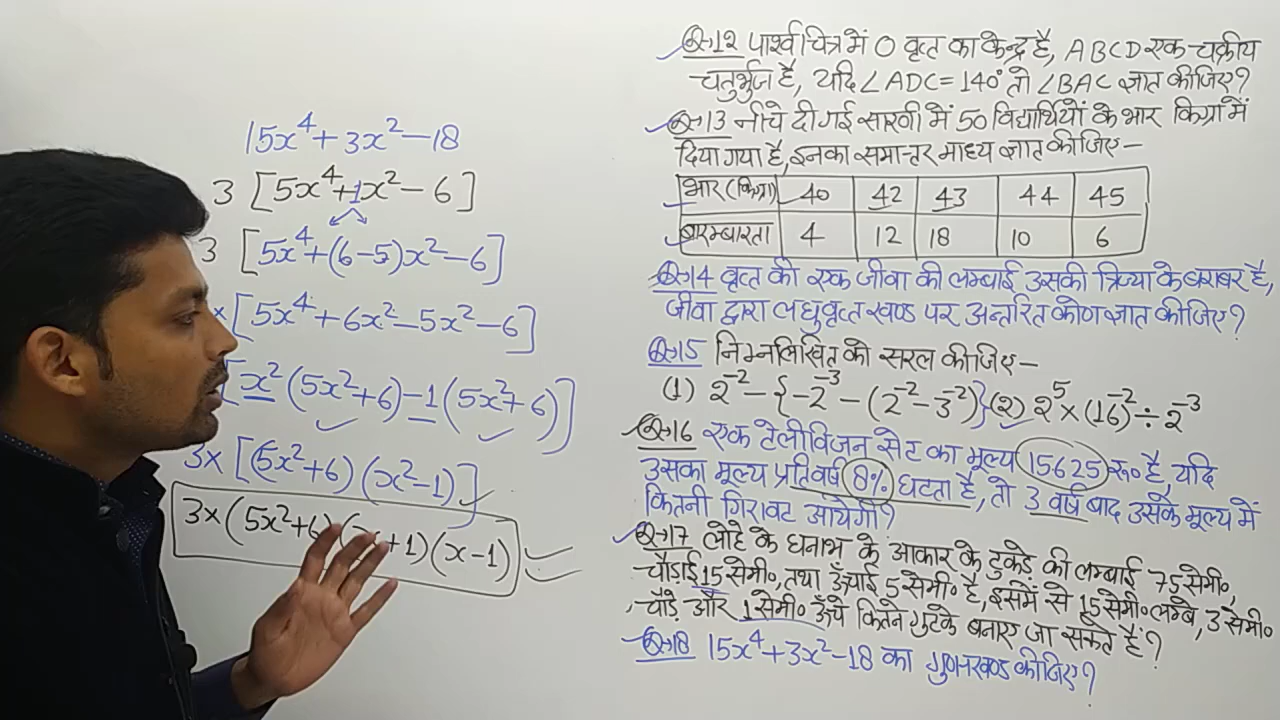 15x⁴+3x²-18
3 [5x⁴+1x²-6]
3 [5x⁴+(6-5)x²-6]
×[5x⁴+6x²-5x²-6]
[x²(5x²+6)-1(5x²+6)]
3×[(5x²+6)(x²-1)]
3×(5x²+6)(x+1)(x-1)
Q-12 पार्श्व चित्र में O वृत्त का केन्द्र है, ABCD एक चक्रीय
चतुर्भुज है, यदि ∠ADC=140° तो ∠BAC ज्ञात कीजिए?
Q-13 नीचे दी गई सारणी में 50 विद्यार्थियों के भार किग्रा में
दिया गया है, इनका समान्तर माध्य ज्ञात कीजिए-
भार(किग्रा) 40 42 43 44 45
बारम्बारता 4 12 18 10 6
Q-14 वृत्त की एक जीवा की लम्बाई उसकी त्रिज्या के बराबर है,
जीवा द्वारा लघु वृत्त खण्ड पर अन्तरित कोण ज्ञात कीजिए?
Q-15 निम्नलिखित को सरल कीजिए-
(1) 2⁻²-{-2⁻³-(2⁻²-3⁻²)} (2) 2⁵×(16)⁻²÷2⁻³
Q-16 एक टेलीविजन सेट का मूल्य 15625 रू० है, यदि
उसका मूल्य प्रतिवर्ष 8% घटता है, तो 3 वर्ष बाद उसके मूल्य में
कितनी गिरावट आयेगी?
Q-17 लोहे के घनाभ के आकार के टुकड़े की लम्बाई 75 सेमी०,
चौडाई 15 सेमी०, तथा ऊँचाई 5 सेमी० है, इसमें से 15 सेमी० लम्बे, 3 सेमी०
चौड़े और 1 सेमी० ऊँचे कितने गुटके बनाए जा सकते हैं?
Q-18 15x⁴+3x²-18 का गुणनखण्ड कीजिए?